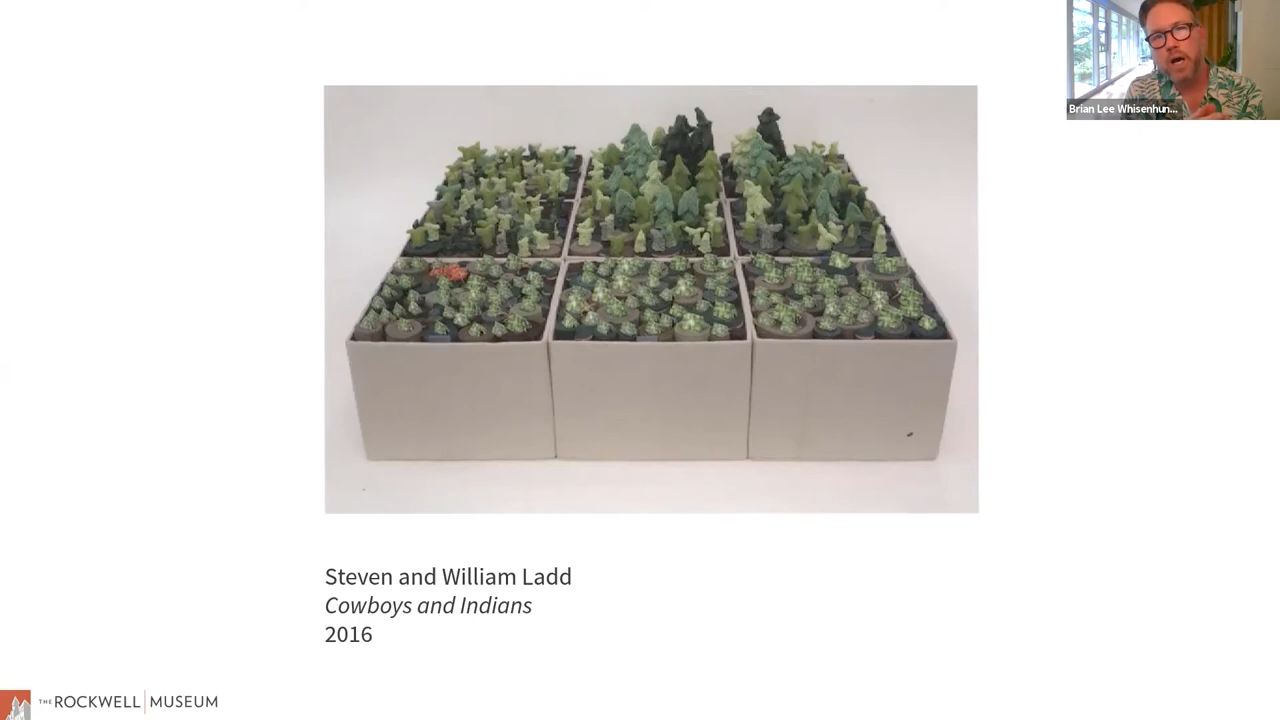 Brian Lee Whisenhun...
Steven and William Ladd
Cowboys and Indians
2016
THE ROCKWELL | MUSEUM